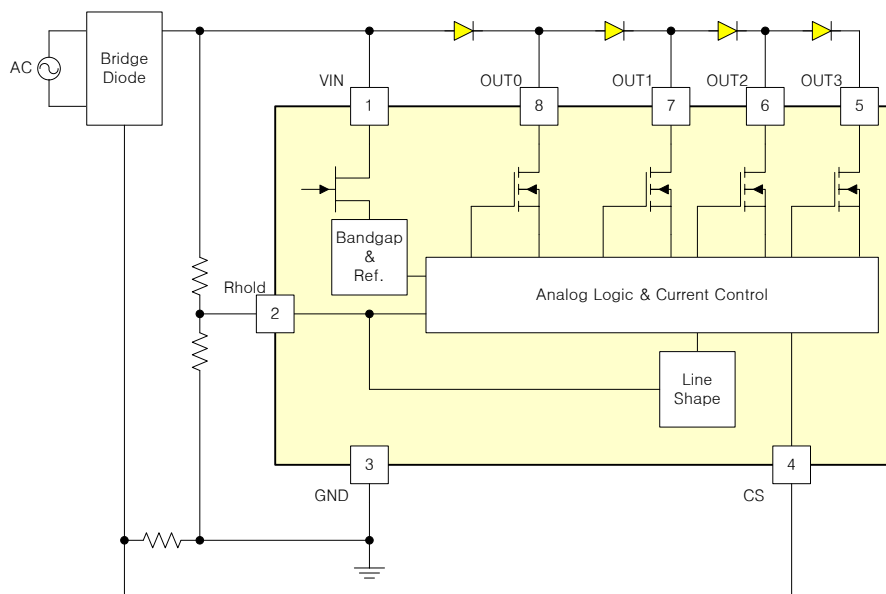 AC
Bridge
Diode
VIN
OUT0
OUT1
OUT2
OUT3
1
8
7
6
5
Bandgap
&
Ref.
Rhold
2
Analog Logic & Current Control
Line
Shape
3
4
GND
CS